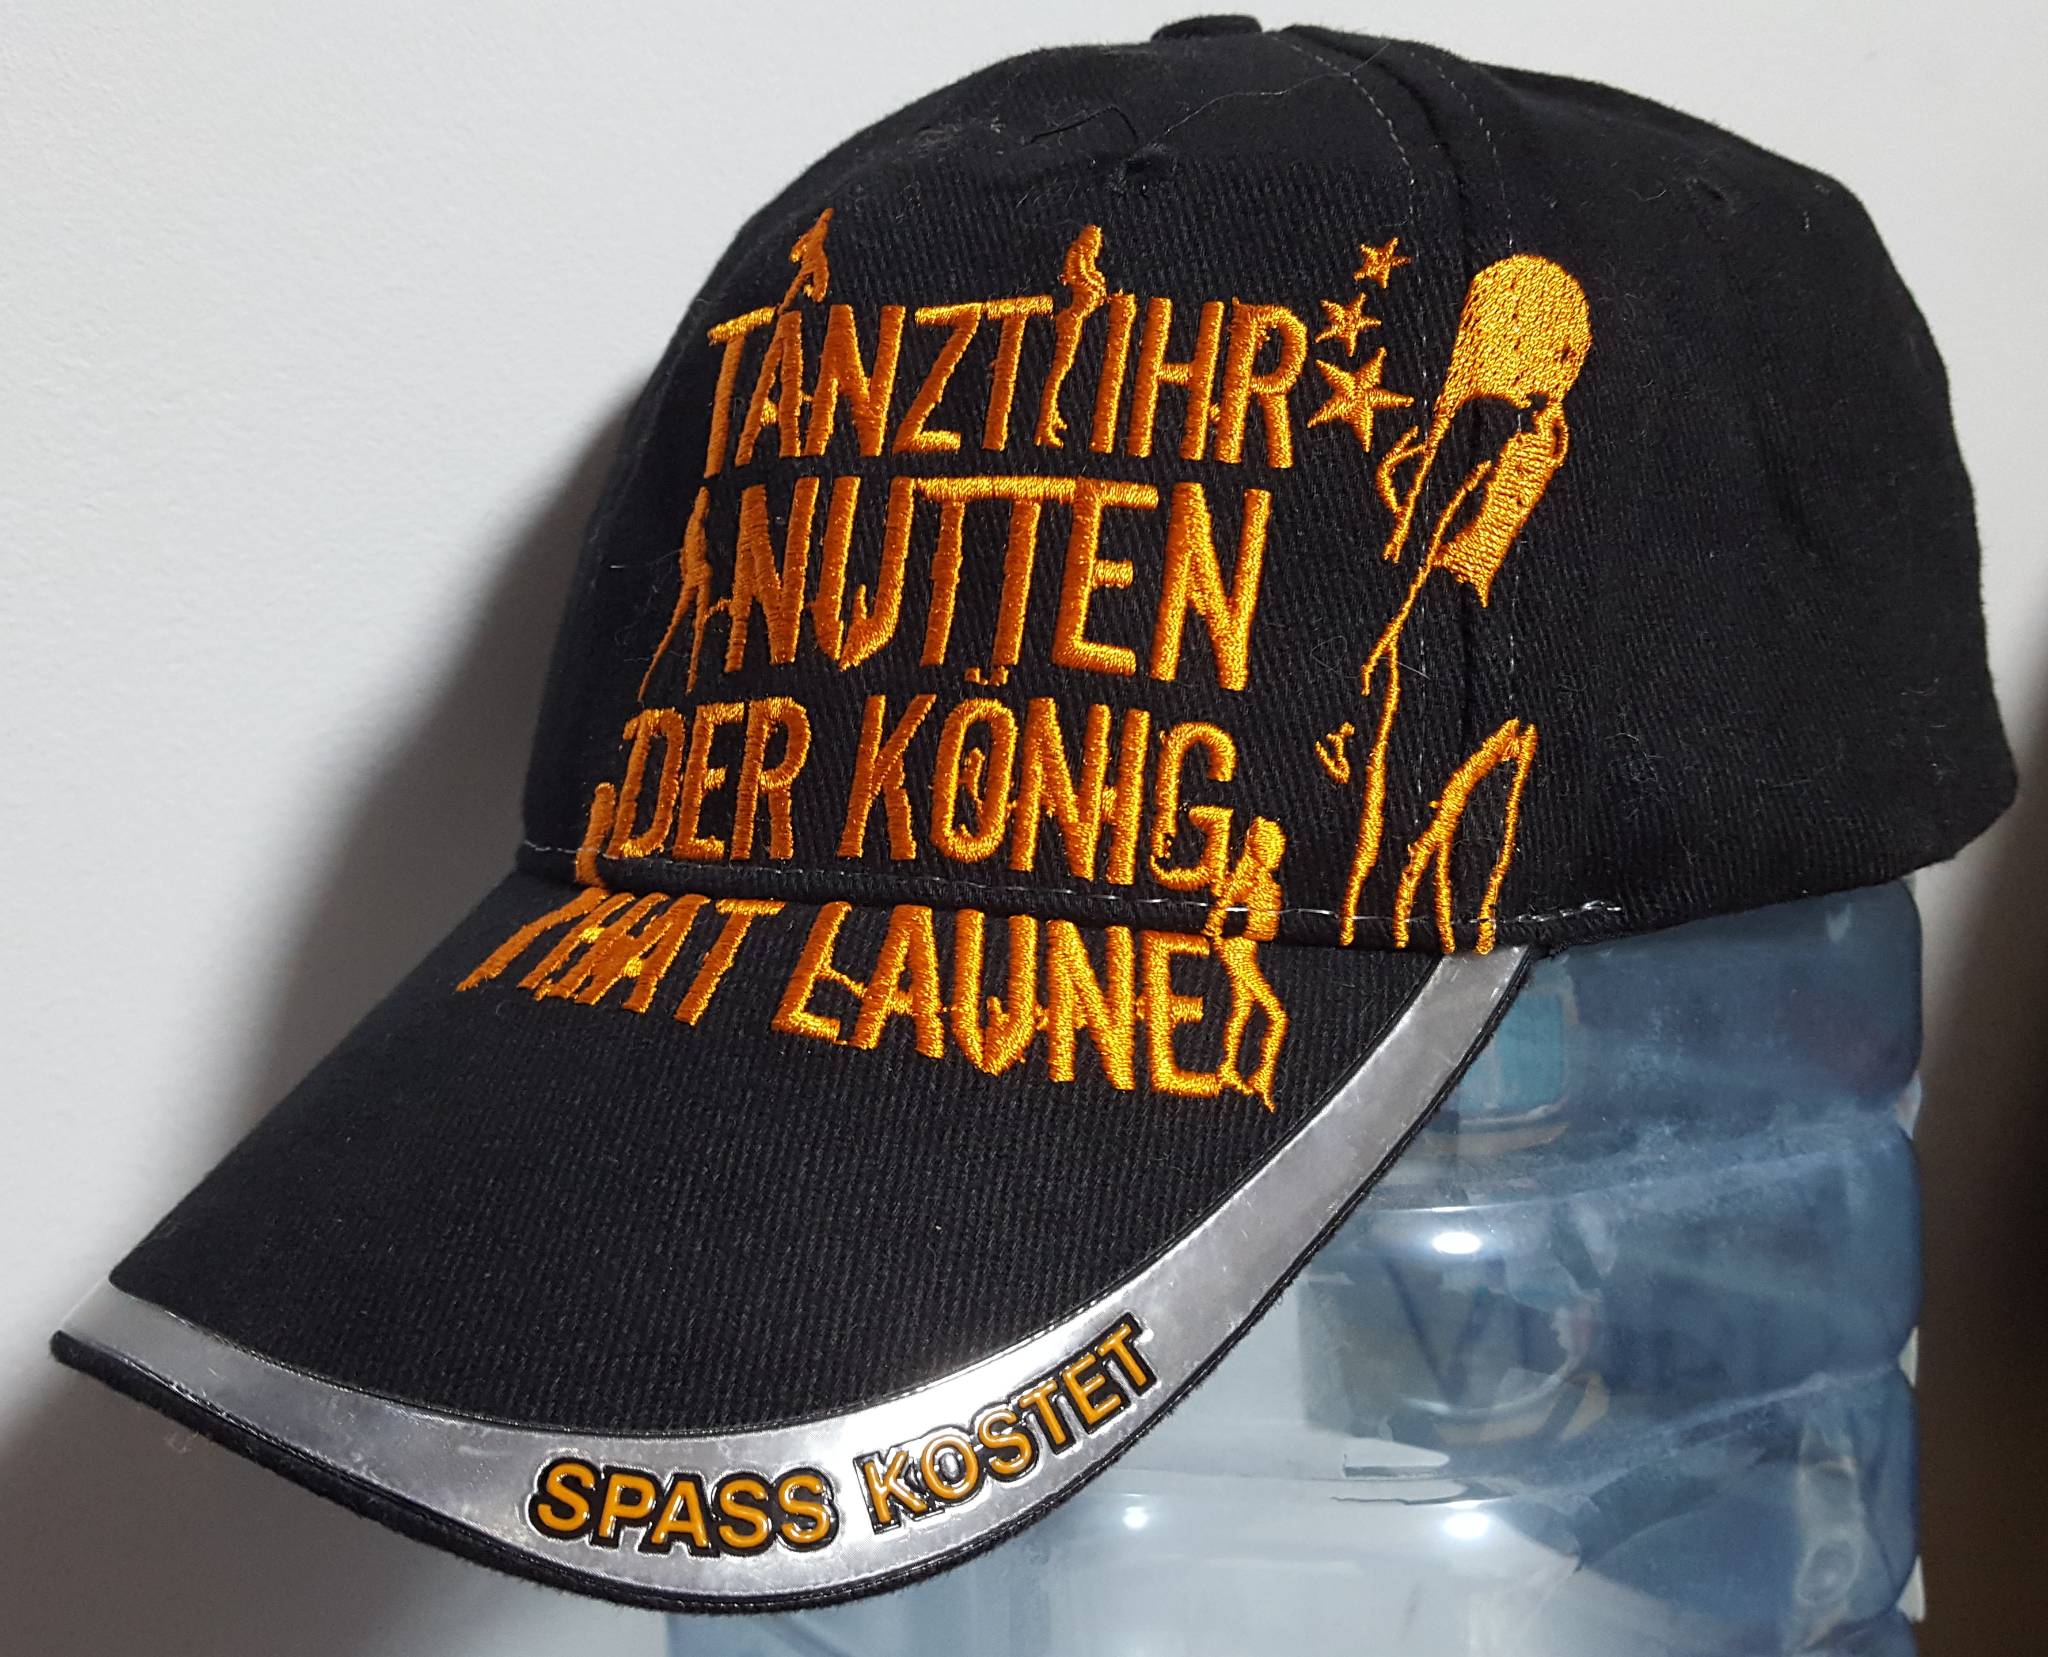 TANZT IHR
NUTTEN
DER KÖNIG
HAT LAUNE
SPASS KOSTET